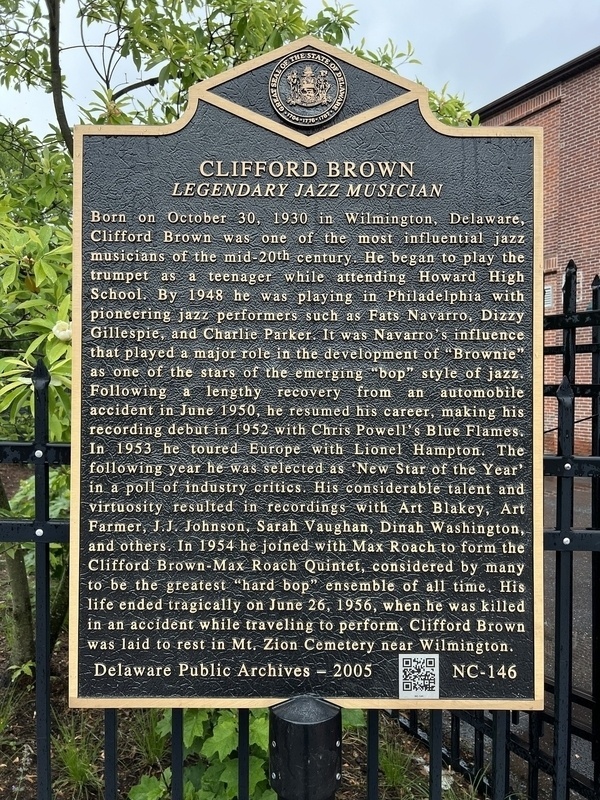 GREAT SEAL OF THE STATE OF DELAWARE
1704 · 1776 · 1787
CLIFFORD BROWN
LEGENDARY JAZZ MUSICIAN
Born on October 30, 1930 in Wilmington, Delaware,
Clifford Brown was one of the most influential jazz
musicians of the mid-20th century. He began to play the
trumpet as a teenager while attending Howard High
School. By 1948 he was playing in Philadelphia with
pioneering jazz performers such as Fats Navarro, Dizzy
Gillespie, and Charlie Parker. It was Navarro's influence
that played a major role in the development of "Brownie"
as one of the stars of the emerging "bop" style of jazz.
Following a lengthy recovery from an automobile
accident in June 1950, he resumed his career, making his
recording debut in 1952 with Chris Powell's Blue Flames.
In 1953 he toured Europe with Lionel Hampton. The
following year he was selected as 'New Star of the Year'
in a poll of industry critics. His considerable talent and
virtuosity resulted in recordings with Art Blakey, Art
Farmer, J.J. Johnson, Sarah Vaughan, Dinah Washington,
and others. In 1954 he joined with Max Roach to form the
Clifford Brown-Max Roach Quintet, considered by many
to be the greatest "hard bop" ensemble of all time. His
life ended tragically on June 26, 1956, when he was killed
in an accident while traveling to perform. Clifford Brown
was laid to rest in Mt. Zion Cemetery near Wilmington.
Delaware Public Archives – 2005 NC-146